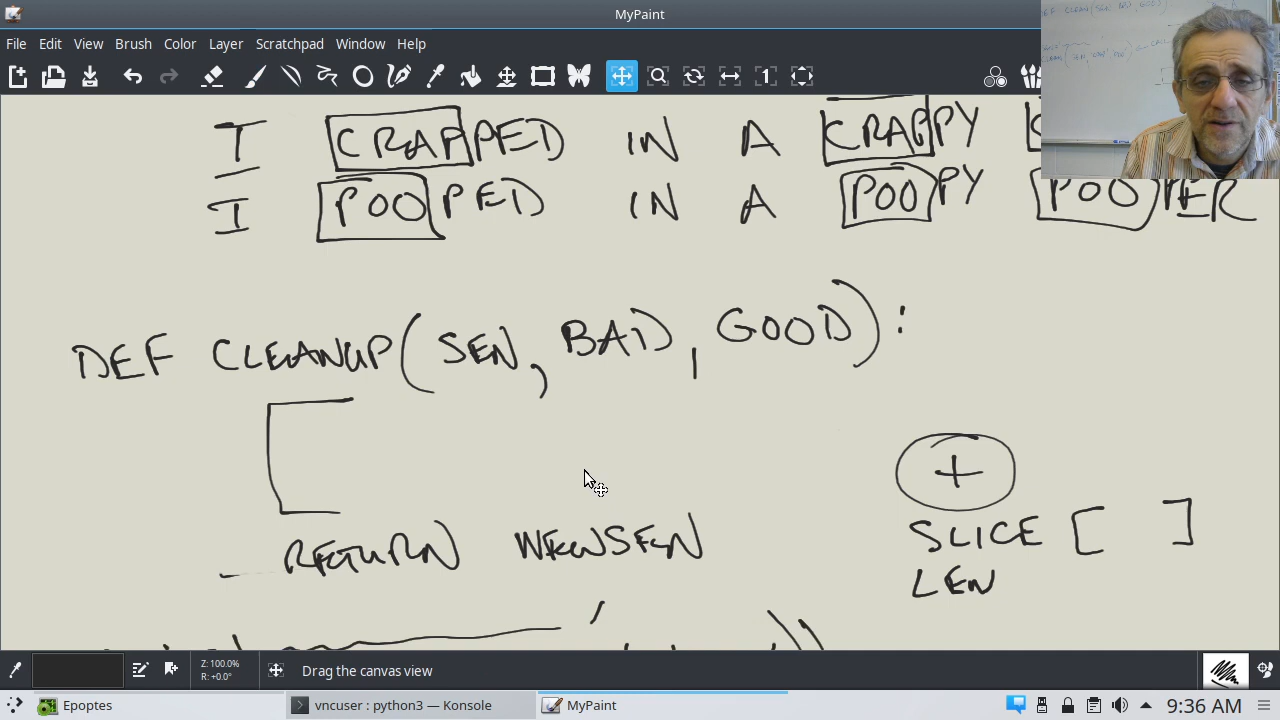 MyPaint
File Edit View Brush Color Layer Scratchpad Window Help
I CRAPPED IN A CRAPPY
I POOPED IN A POOPY POOPER
DEF CLEANUP(SEN, BAD, GOOD):
+
SLICE [ ]
RETURN NEWSEN
LEN
Z: 100.0%
R: +0.0°
Drag the canvas view
Epoptes
vncuser : python3 — Konsole
MyPaint
9:36 AM